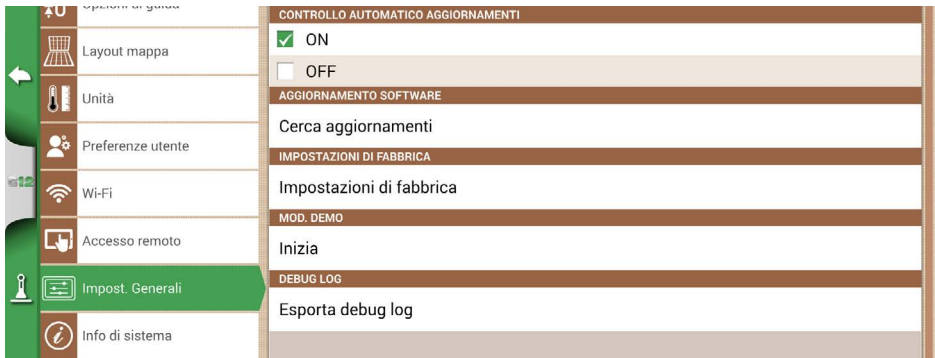 Layout mappa
Unità
Preferenze utente
Wi-Fi
Accesso remoto
Impost. Generali
Info di sistema
G12
CONTROLLO AUTOMATICO AGGIORNAMENTI
ON
OFF
AGGIORNAMENTO SOFTWARE
Cerca aggiornamenti
IMPOSTAZIONI DI FABBRICA
Impostazioni di fabbrica
MOD. DEMO
Inizia
DEBUG LOG
Esporta debug log